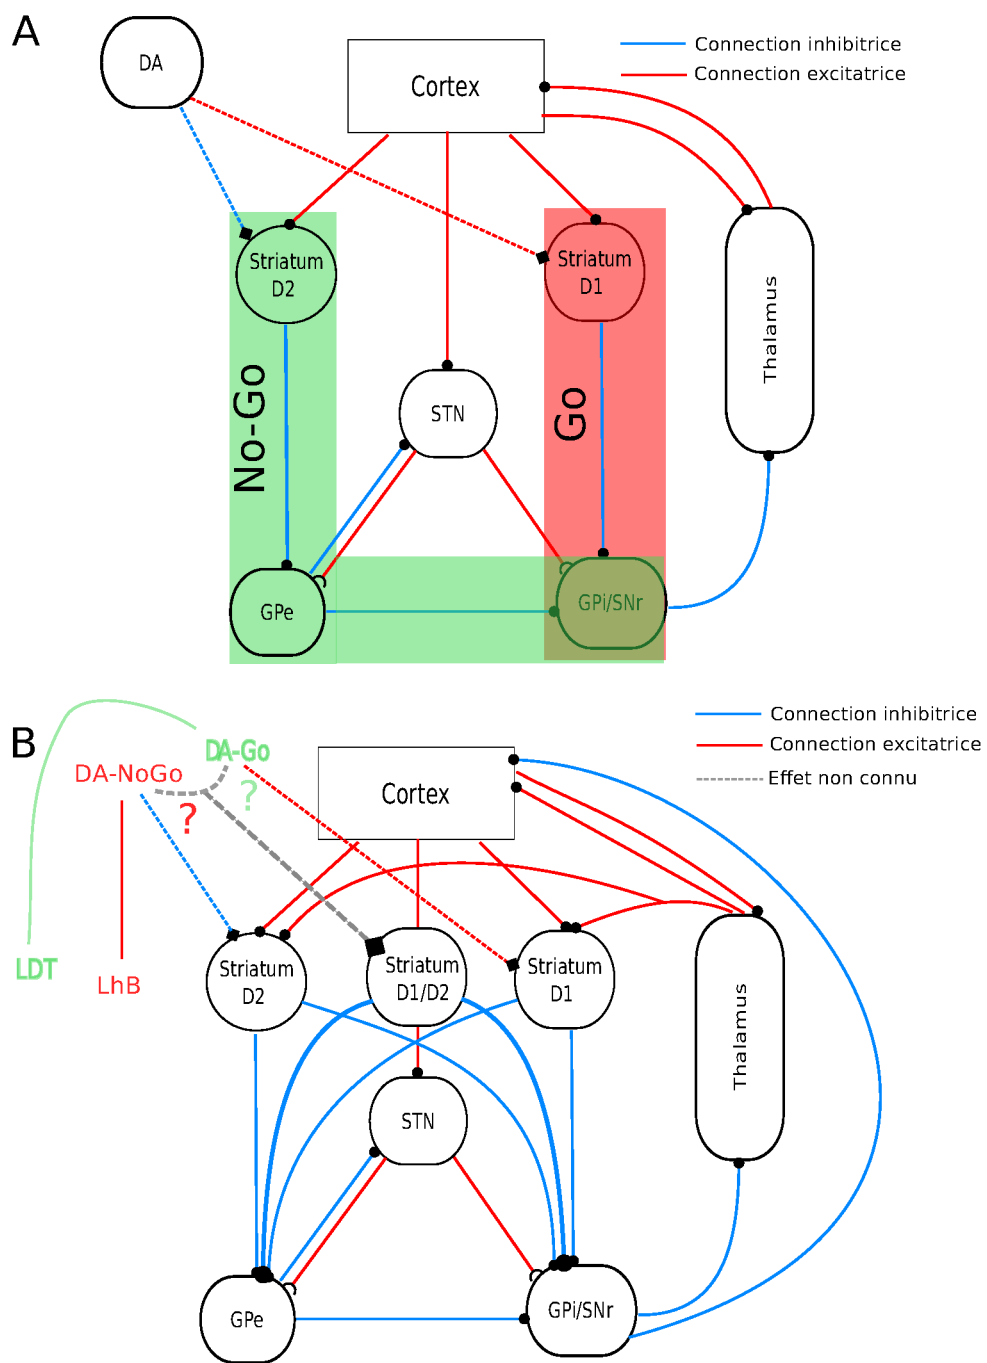 A
DA
Cortex
Connection inhibitrice
Connection excitatrice
Striatum
D2
Striatum
D1
Thalamus
No-Go
STN
Go
GPe
GPi/SNr
B
DA-Go
DA-NoGo
?
?
Cortex
Connection inhibitrice
Connection excitatrice
Effet non connu
LDT
LhB
Striatum
D2
Striatum
D1/D2
Striatum
D1
Thalamus
STN
GPe
GPi/SNr